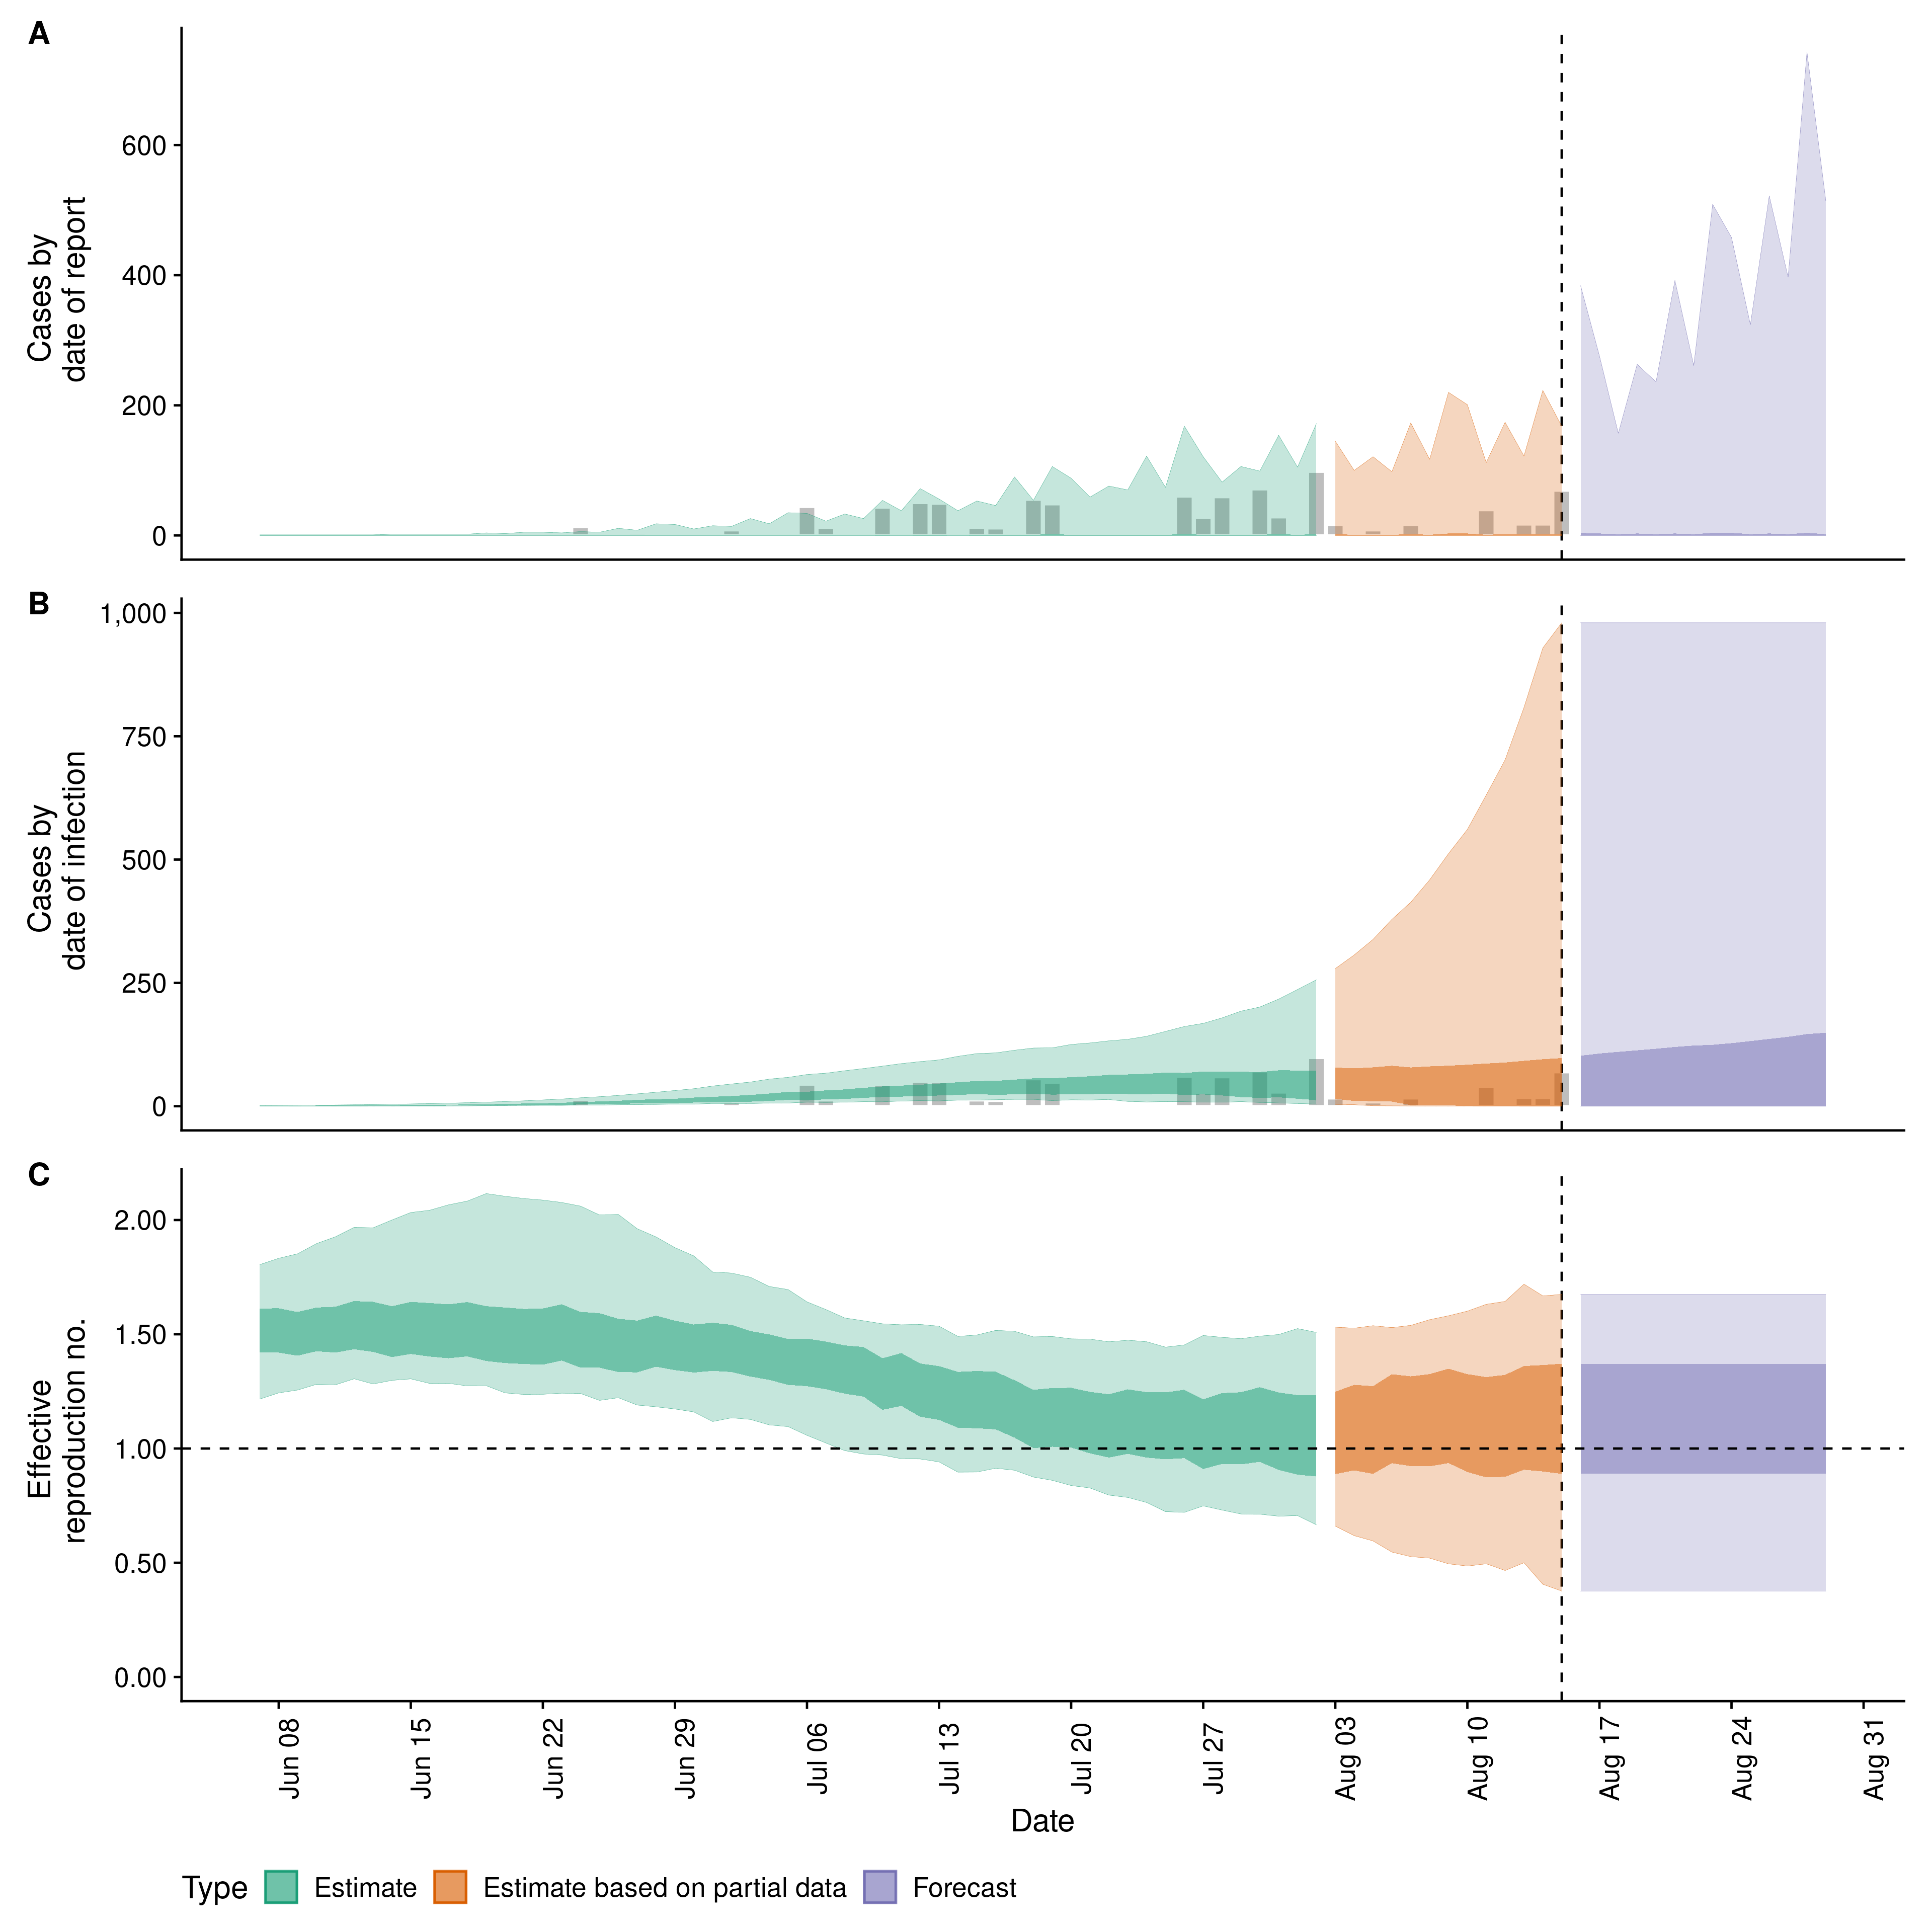 A
Cases by
date of report
600
400
200
0
B
Cases by
date of infection
1,000
750
500
250
0
C
Effective
reproduction no.
2.00
1.50
1.00
0.50
0.00
Jun 08
Jun 15
Jun 22
Jun 29
Jul 06
Jul 13
Jul 20
Jul 27
Aug 03
Aug 10
Aug 17
Aug 24
Aug 31
Date
Type Estimate Estimate based on partial data Forecast